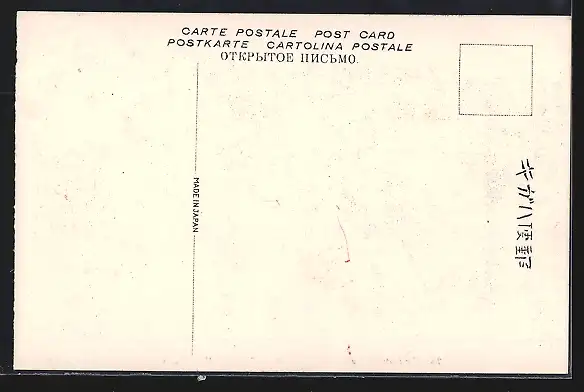 CARTE POSTALE POST CARD
POSTKARTE CARTOLINA POSTALE
ОТКРЫТОЕ ПИСЬМО.
MADE IN JAPAN
郵便ハガキ